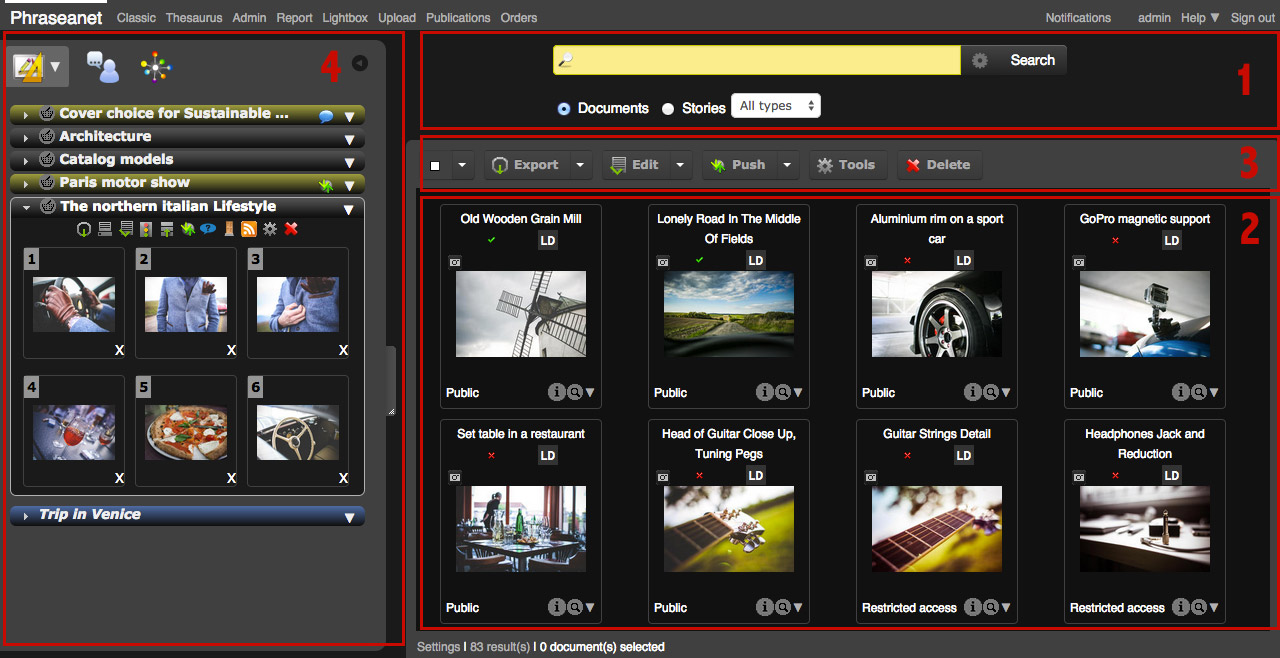 Phraseanet Classic Thesaurus Admin Report Lightbox Upload Publications Orders Notifications admin Help ▼ Sign out
4
1
Search
Documents Stories All types
Cover choice for Sustainable ...
Architecture
Catalog models
Paris motor show
The northern italian Lifestyle
1 2 3
X X X
4 5 6
X X X
Trip in Venice
Export Edit Push Tools Delete
3
2
Old Wooden Grain Mill
LD
Public
Lonely Road In The Middle
Of Fields
LD
Public
Aluminium rim on a sport
car
LD
Public
GoPro magnetic support
LD
Public
Set table in a restaurant
LD
Public
Head of Guitar Close Up,
Tuning Pegs
LD
Public
Guitar Strings Detail
LD
Restricted access
Headphones Jack and
Reduction
LD
Restricted access
Settings | 83 result(s) | 0 document(s) selected